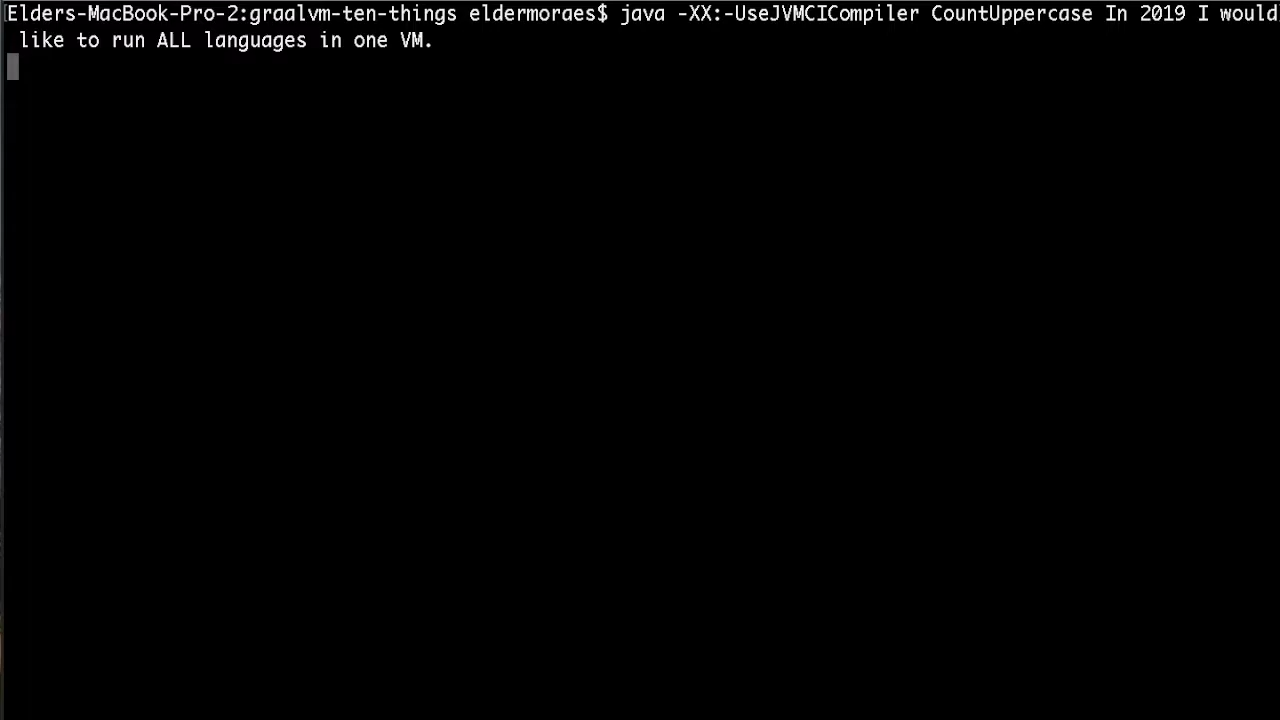 Elders-MacBook-Pro-2:graalvm-ten-things eldermoraes$ java -XX:-UseJVMCICompiler CountUppercase In 2019 I would
like to run ALL languages in one VM.